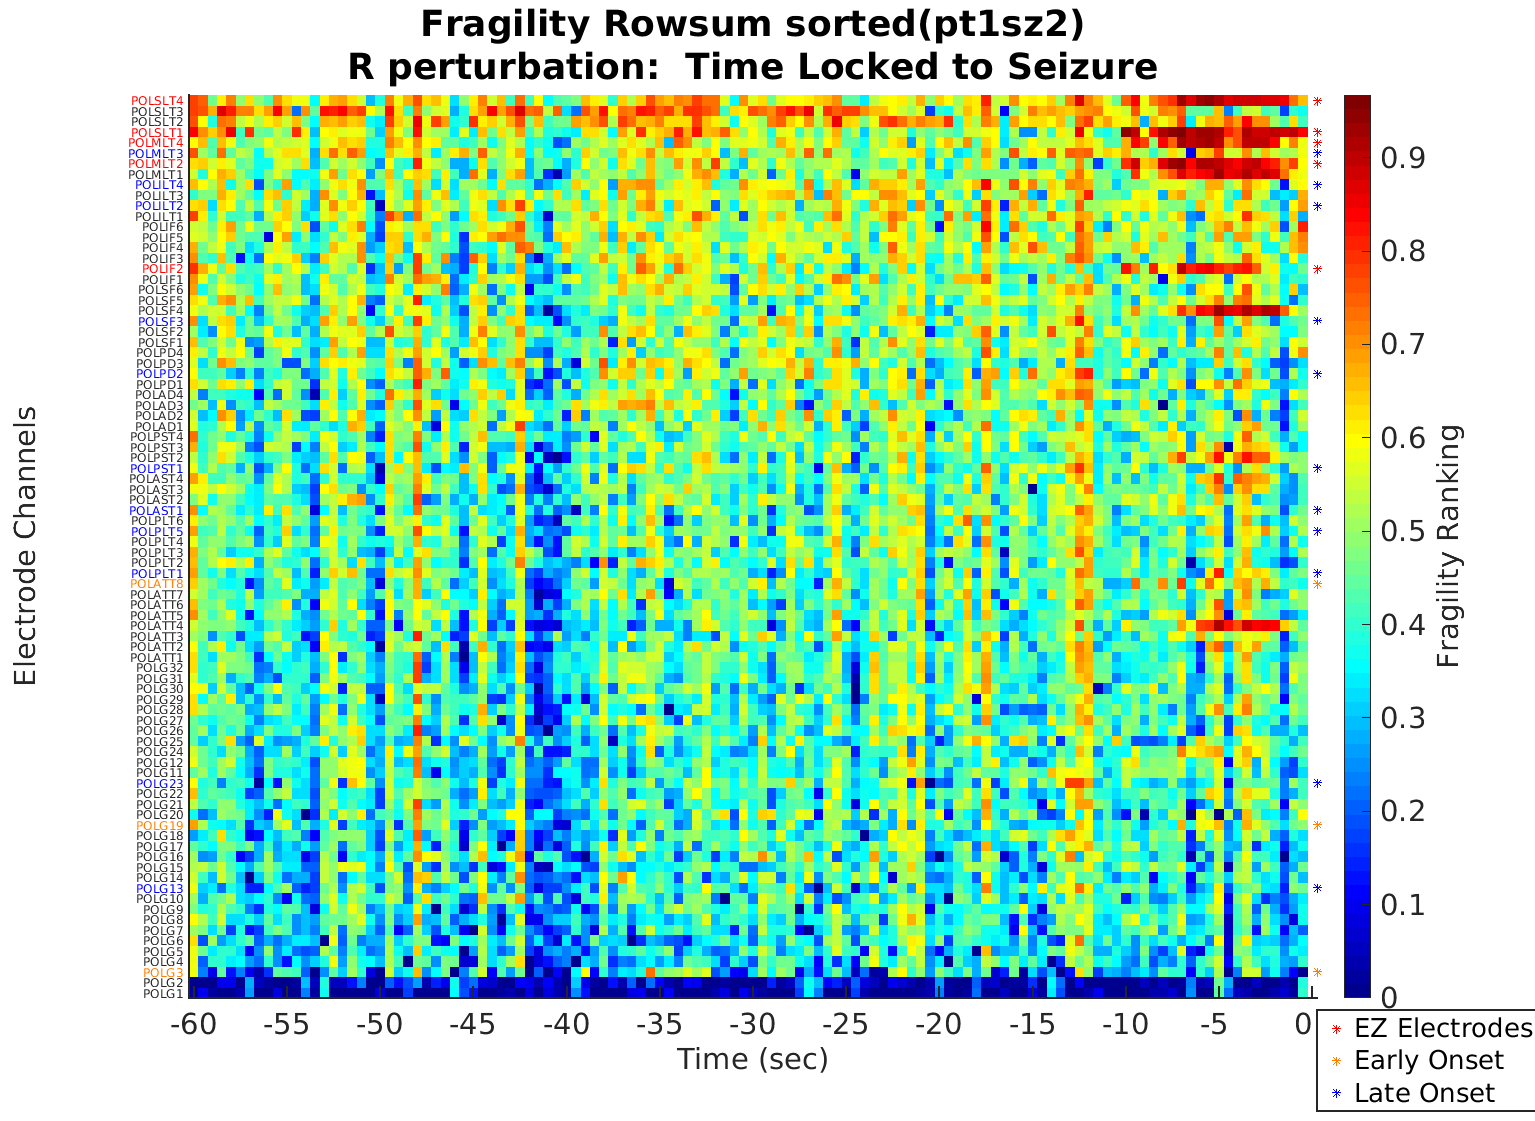 Fragility Rowsum sorted(pt1sz2)
R perturbation:  Time Locked to Seizure
Electrode Channels
POLSLT4
POLSLT3
POLSLT2
POLSLT1
POLMLT4
POLMLT3
POLMLT2
POLMLT1
POLILT4
POLILT3
POLILT2
POLILT1
POLIF6
POLIF5
POLIF4
POLIF3
POLIF2
POLIF1
POLSF6
POLSF5
POLSF4
POLSF3
POLSF2
POLSF1
POLPD4
POLPD3
POLPD2
POLPD1
POLAD4
POLAD3
POLAD2
POLAD1
POLPST4
POLPST3
POLPST2
POLPST1
POLAST4
POLAST3
POLAST2
POLAST1
POLPLT6
POLPLT5
POLPLT4
POLPLT3
POLPLT2
POLPLT1
POLATT8
POLATT7
POLATT6
POLATT5
POLATT4
POLATT3
POLATT2
POLATT1
POLG32
POLG31
POLG30
POLG29
POLG28
POLG27
POLG26
POLG25
POLG24
POLG12
POLG11
POLG23
POLG22
POLG21
POLG20
POLG19
POLG18
POLG17
POLG16
POLG15
POLG14
POLG13
POLG10
POLG9
POLG8
POLG7
POLG6
POLG5
POLG4
POLG3
POLG2
POLG1
-60 -55 -50 -45 -40 -35 -30 -25 -20 -15 -10 -5 0
Time (sec)
0.9
0.8
0.7
0.6
0.5
0.4
0.3
0.2
0.1
0
Fragility Ranking
EZ Electrodes
Early Onset
Late Onset